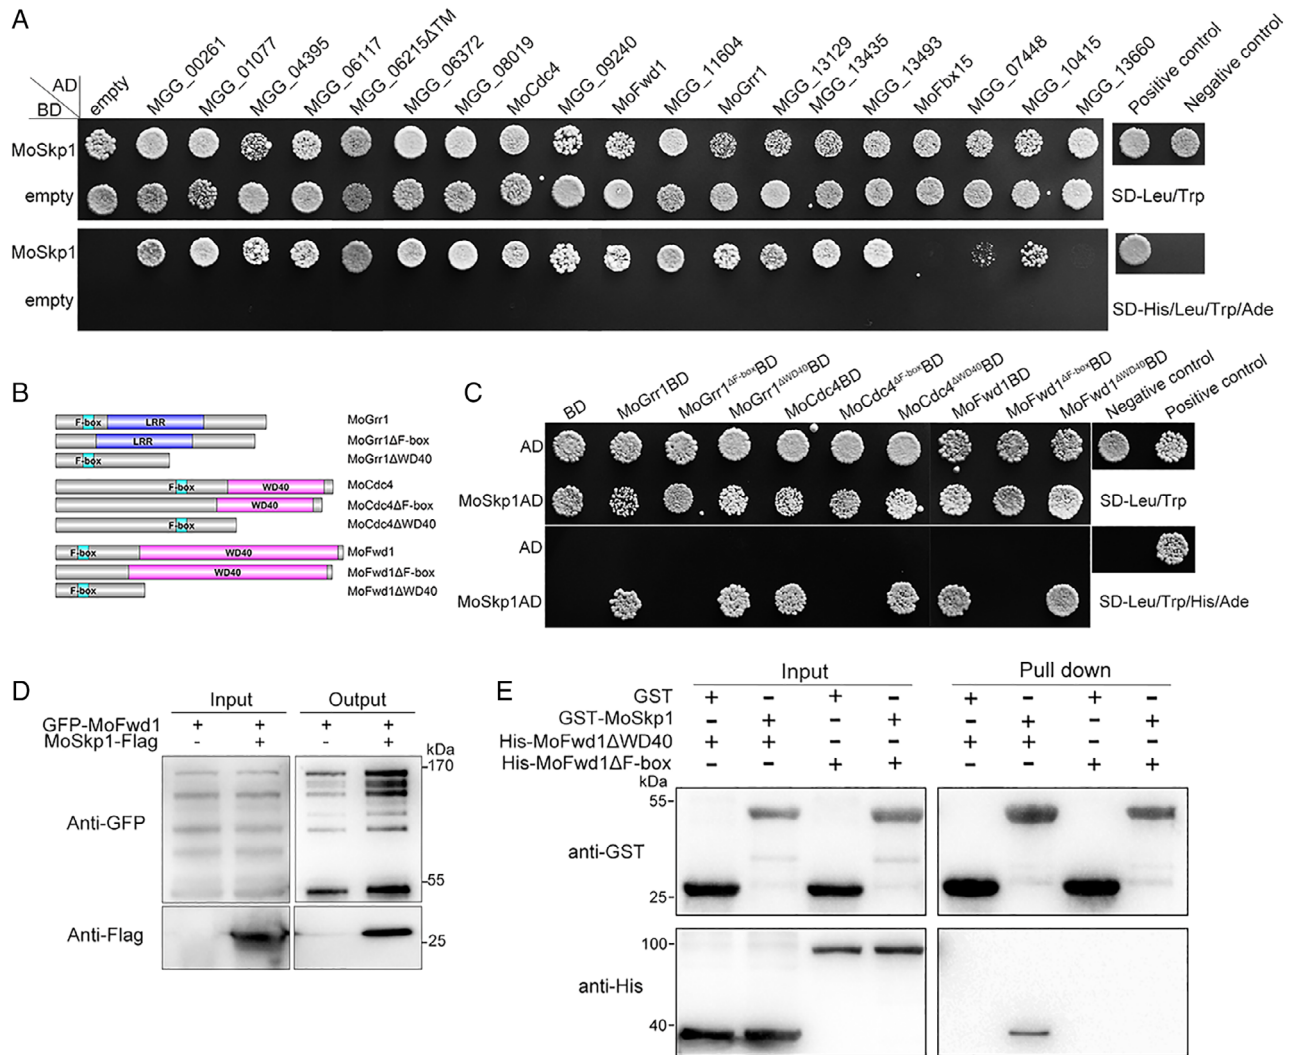 A
AD
BD
empty
MGG_00261
MGG_01077
MGG_04395
MGG_06117
MGG_06215ΔTM
MGG_06372
MGG_08019
MoCdc4
MGG_09240
MoFwd1
MGG_11604
MoGrr1
MGG_13129
MGG_13435
MGG_13493
MoFbx15
MGG_07448
MGG_10415
MGG_13660
Positive control
Negative control
MoSkp1
empty
SD-Leu/Trp
MoSkp1
empty
SD-His/Leu/Trp/Ade
B
F-box LRR MoGrr1
LRR MoGrr1ΔF-box
F-box MoGrr1ΔWD40
F-box WD40 MoCdc4
WD40 MoCdc4ΔF-box
F-box MoCdc4ΔWD40
F-box WD40 MoFwd1
WD40 MoFwd1ΔF-box
F-box MoFwd1ΔWD40
C
BD
MoGrr1BD
MoGrr1ΔF-boxBD
MoGrr1ΔWD40BD
MoCdc4BD
MoCdc4ΔF-boxBD
MoCdc4ΔWD40BD
MoFwd1BD
MoFwd1ΔF-boxBD
MoFwd1ΔWD40BD
Negative control
Positive control
AD
MoSkp1AD SD-Leu/Trp
AD
MoSkp1AD SD-Leu/Trp/His/Ade
D
Input Output
GFP-MoFwd1 + + + +
MoSkp1-Flag - + - +
kDa
170
Anti-GFP
55
Anti-Flag
25
E
Input Pull down
GST + - + - + - + -
GST-MoSkp1 - + - + - + - +
His-MoFwd1ΔWD40 + + - - + + - -
His-MoFwd1ΔF-box - - + + - - + +
kDa
55-
anti-GST
25-
100-
anti-His
40-